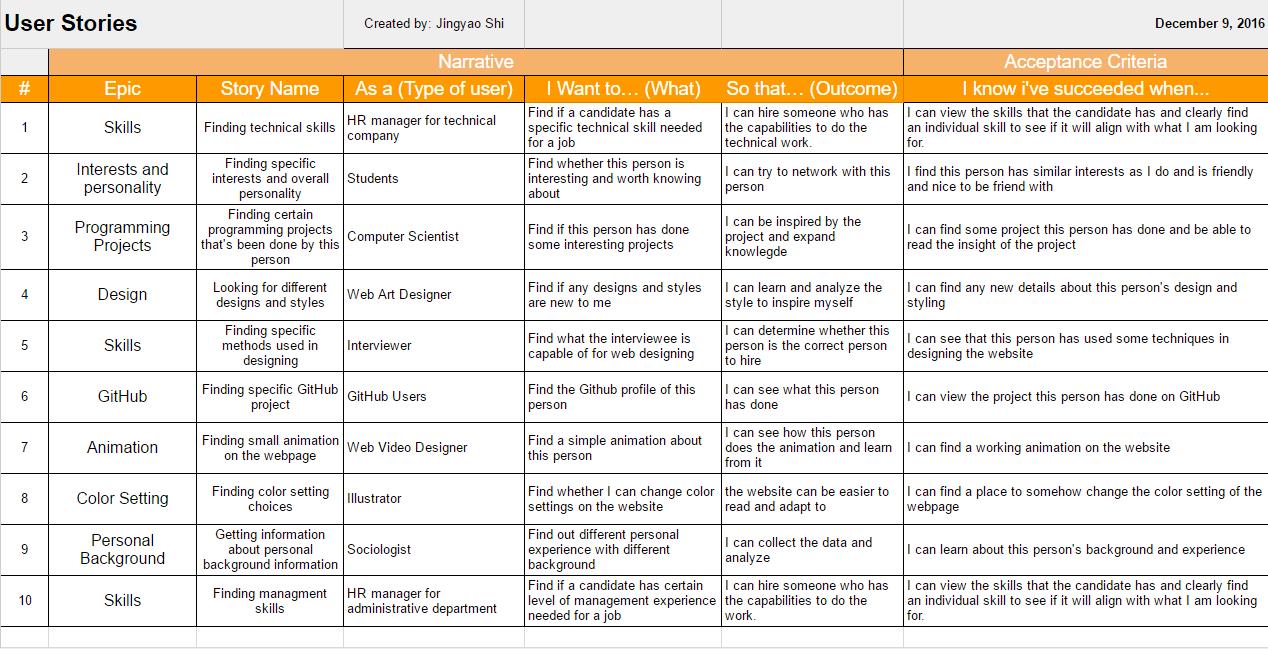 User Stories
Created by: Jingyao Shi
December 9, 2016
Narrative
Acceptance Criteria
#
Epic
Story Name
As a (Type of user)
I Want to… (What)
So that… (Outcome)
I know i've succeeded when...
1
Skills
Finding technical skills
HR manager for technical
company
Find if a candidate has a
specific technical skill needed
for a job
I can hire someone who has
the capabilities to do the
technical work.
I can view the skills that the candidate has and clearly find
an individual skill to see if it will align with what I am looking
for.
2
Interests and
personality
Finding specific
interests and overall
personality
Students
Find whether this person is
interesting and worth knowing
about
I can try to network with this
person
I find this person has similar interests as I do and is friendly
and nice to be friend with
3
Programming
Projects
Finding certain
programming projects
that's been done by this
person
Computer Scientist
Find if this person has done
some interesting projects
I can be inspired by the
project and expand
knowlegde
I can find some project this person has done and be able to
read the insight of the project
4
Design
Looking for different
designs and styles
Web Art Designer
Find if any designs and styles
are new to me
I can learn and analyze the
style to inspire myself
I can find any new details about this person's design and
styling
5
Skills
Finding specific
methods used in
designing
Interviewer
Find what the interviewee is
capable of for web designing
I can determine whether this
person is the correct person
to hire
I can see that this person has used some techniques in
designing the website
6
GitHub
Finding specific GitHub
project
GitHub Users
Find the Github profile of this
person
I can see what this person
has done
I can view the project this person has done on GitHub
7
Animation
Finding small animation
on the webpage
Web Video Designer
Find a simple animation about
this person
I can see how this person
does the animation and learn
from it
I can find a working animation on the website
8
Color Setting
Finding color setting
choices
Illustrator
Find whether I can change color
settings on the website
the website can be easier to
read and adapt to
I can find a place to somehow change the color setting of the
webpage
9
Personal
Background
Getting information
about personal
background information
Sociologist
Find out different personal
experience with different
background
I can collect the data and
analyze
I can learn about this person's background and experience
10
Skills
Finding managment
skills
HR manager for
administrative department
Find if a candidate has certain
level of management experience
needed for a job
I can hire someone who has
the capabilities to do the
work.
I can view the skills that the candidate has and clearly find
an individual skill to see if it will align with what I am looking
for.